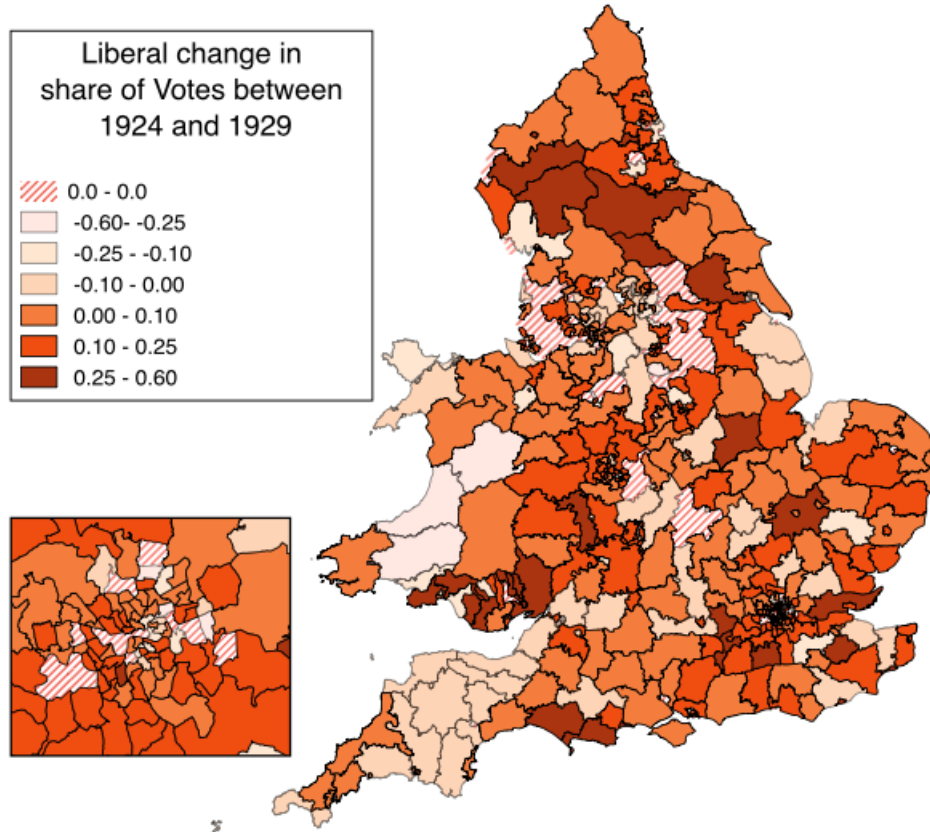 Liberal change in
share of Votes between
1924 and 1929
0.0 - 0.0
-0.60- -0.25
-0.25 - -0.10
-0.10 - 0.00
0.00 - 0.10
0.10 - 0.25
0.25 - 0.60